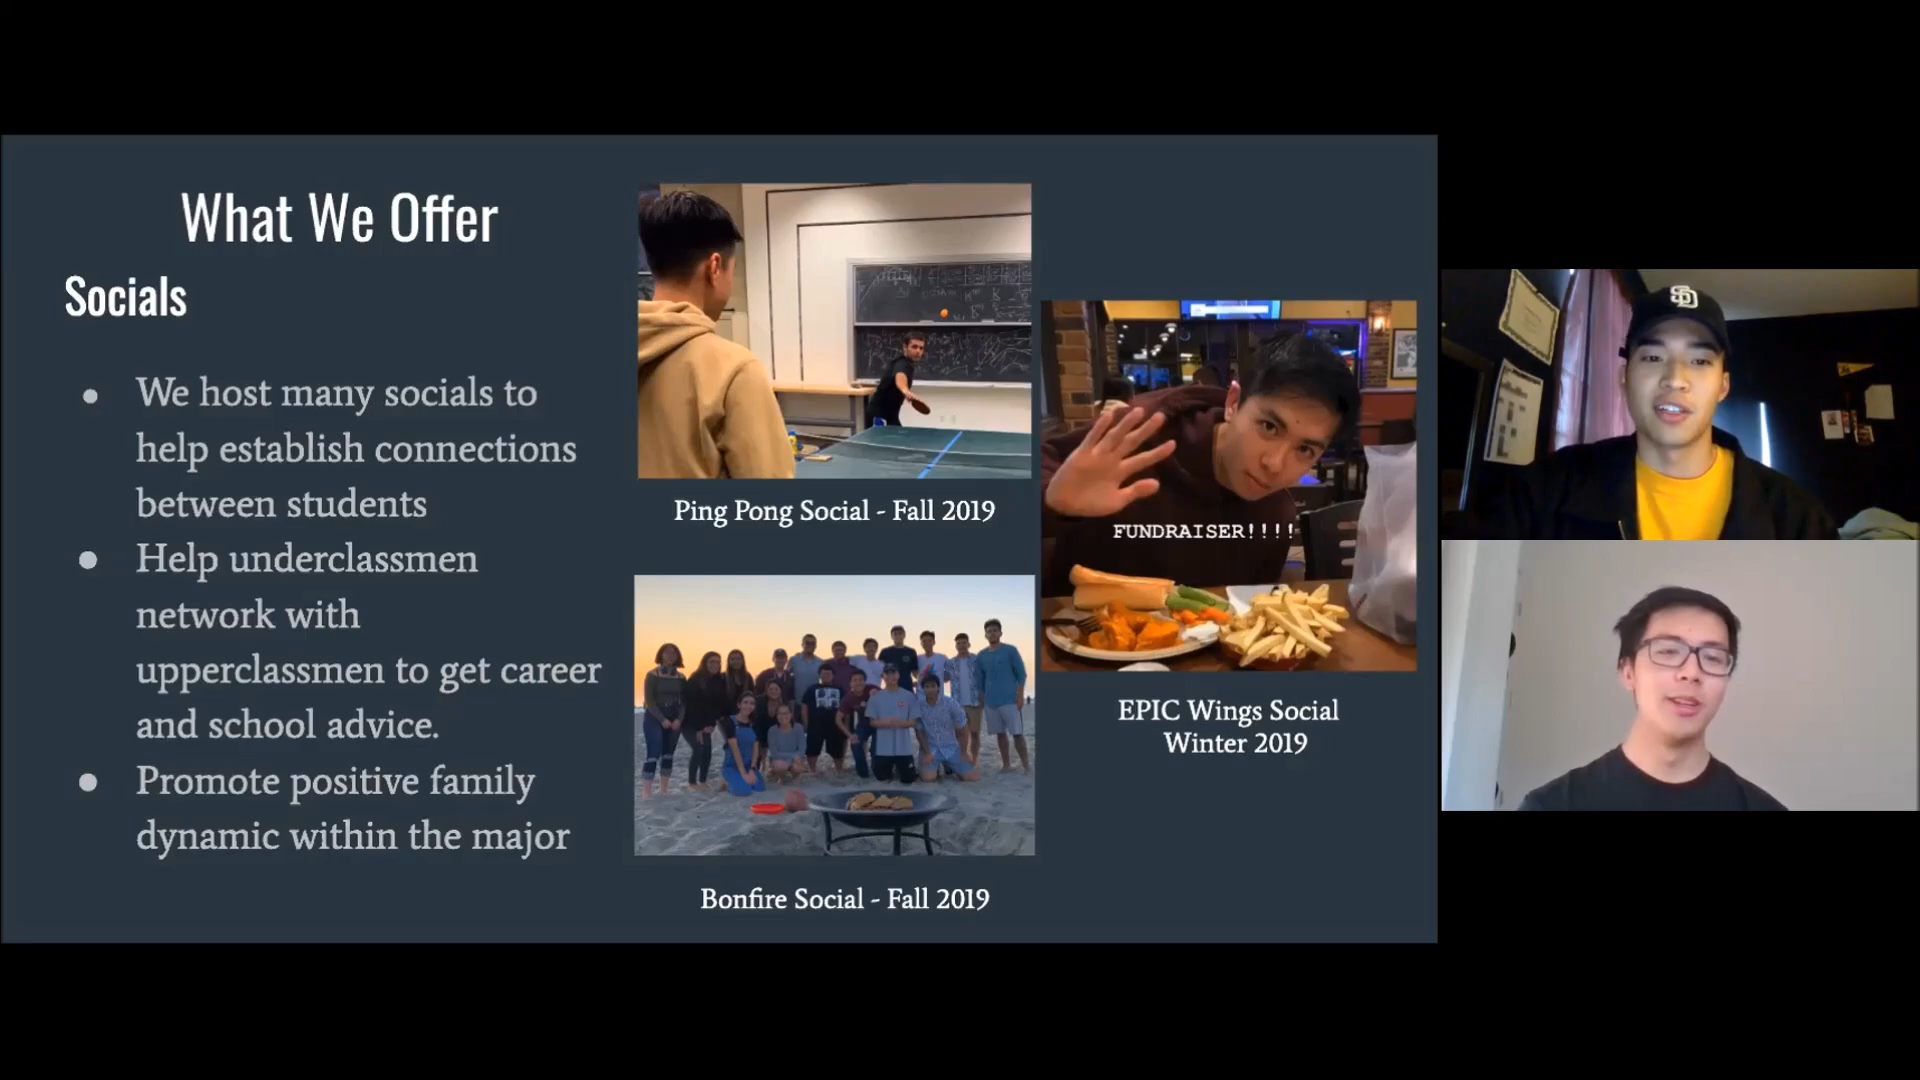 What We Offer
Socials
● We host many socials to
help establish connections
between students
● Help underclassmen
network with
upperclassmen to get career
and school advice.
● Promote positive family
dynamic within the major
Ping Pong Social - Fall 2019
FUNDRAISER!!!!
EPIC Wings Social
Winter 2019
Bonfire Social - Fall 2019
SD